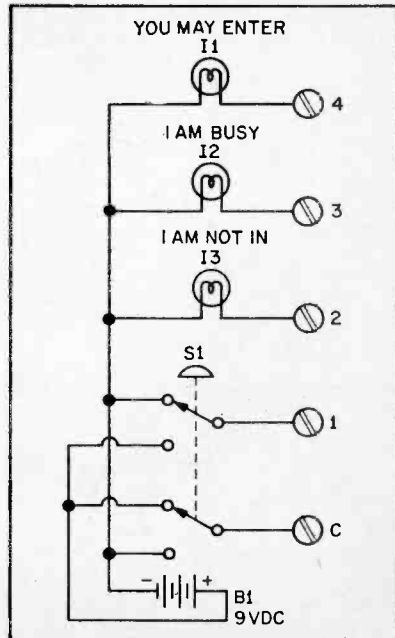 YOU MAY ENTER
I1
4
I AM BUSY
I2
3
I AM NOT IN
I3
2
S1
1
C
- +
B1
9VDC